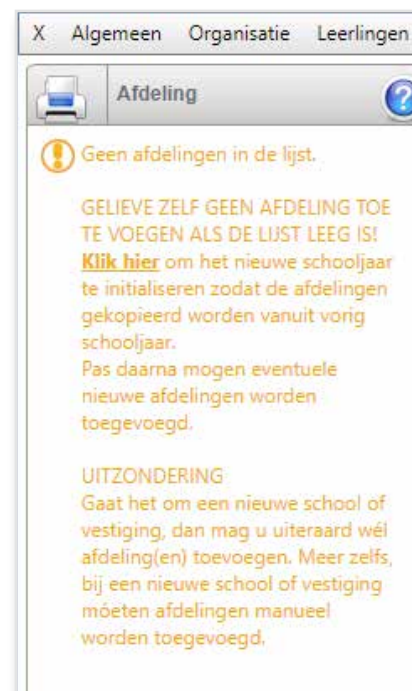 X Algemeen Organisatie Leerlingen
Afdeling
Geen afdelingen in de lijst.
GELIEVE ZELF GEEN AFDELING TOE
TE VOEGEN ALS DE LIJST LEEG IS!
Klik hier om het nieuwe schooljaar
te initialiseren zodat de afdelingen
gekopieerd worden vanuit vorig
schooljaar.
Pas daarna mogen eventuele
nieuwe afdelingen worden
toegevoegd.
UITZONDERING
Gaat het om een nieuwe school of
vestiging, dan mag u uiteraard wél
afdeling(en) toevoegen. Meer zelfs,
bij een nieuwe school of vestiging
móeten afdelingen manueel
worden toegevoegd.